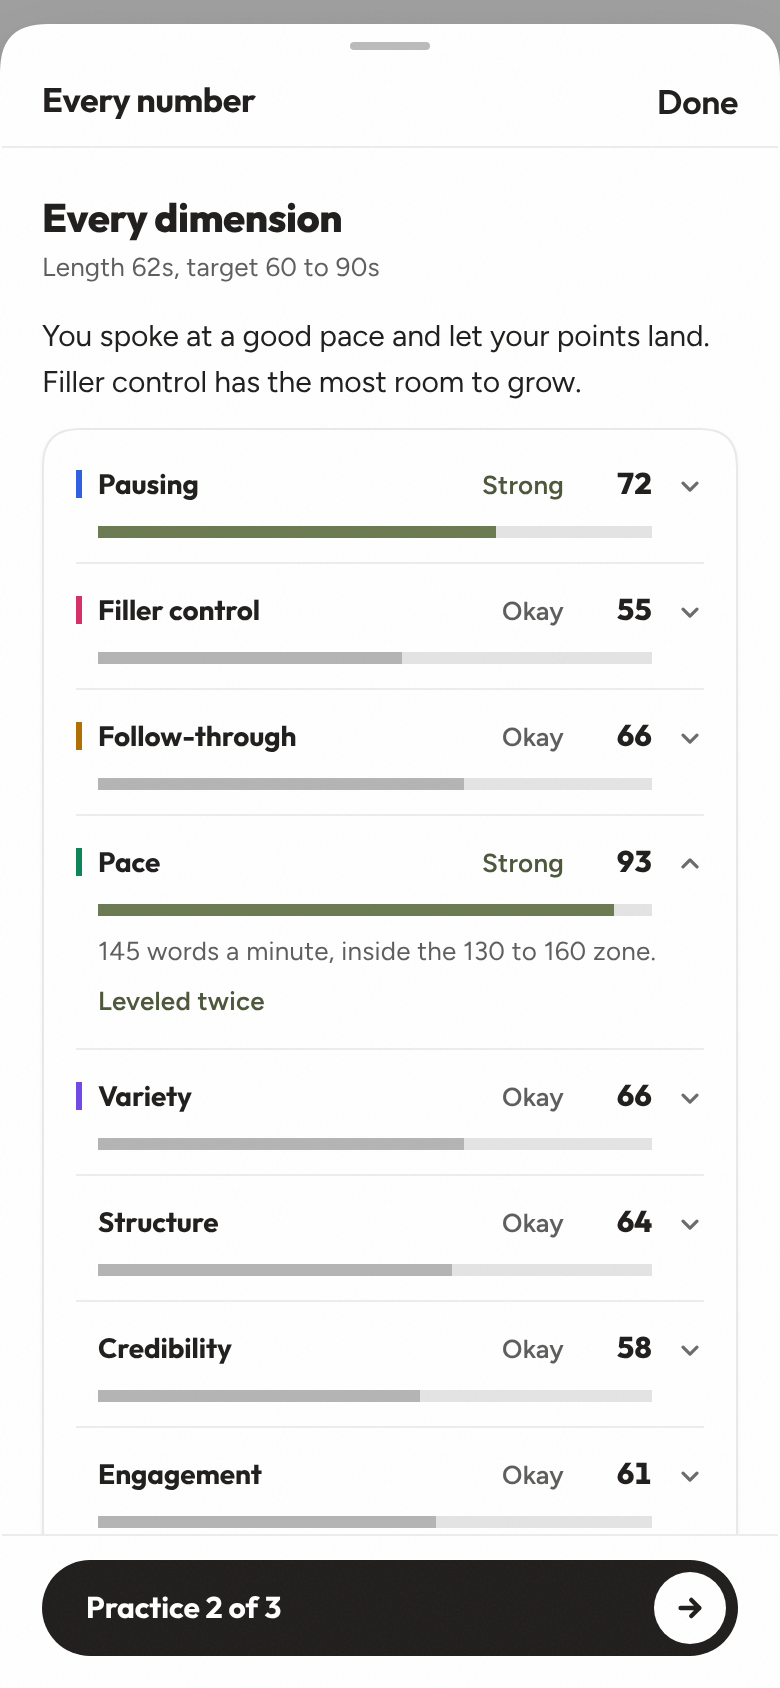 Every number
Done
Every dimension
Length 62s, target 60 to 90s
You spoke at a good pace and let your points land.
Filler control has the most room to grow.
Pausing Strong 72
Filler control Okay 55
Follow-through Okay 66
Pace Strong 93
145 words a minute, inside the 130 to 160 zone.
Leveled twice
Variety Okay 66
Structure Okay 64
Credibility Okay 58
Engagement Okay 61
Practice 2 of 3